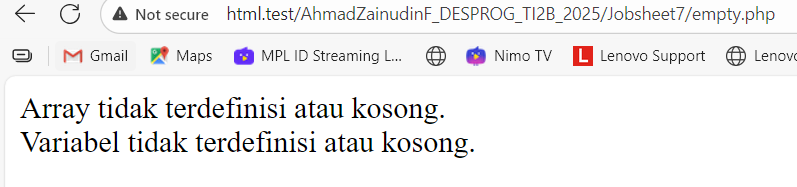 Not secure html.test/AhmadZainudinF_DESPROG_TI2B_2025/Jobsheet7/empty.php
Gmail Maps MPL ID Streaming L... Nimo TV Lenovo Support Lenovo
Array tidak terdefinisi atau kosong.
Variabel tidak terdefinisi atau kosong.